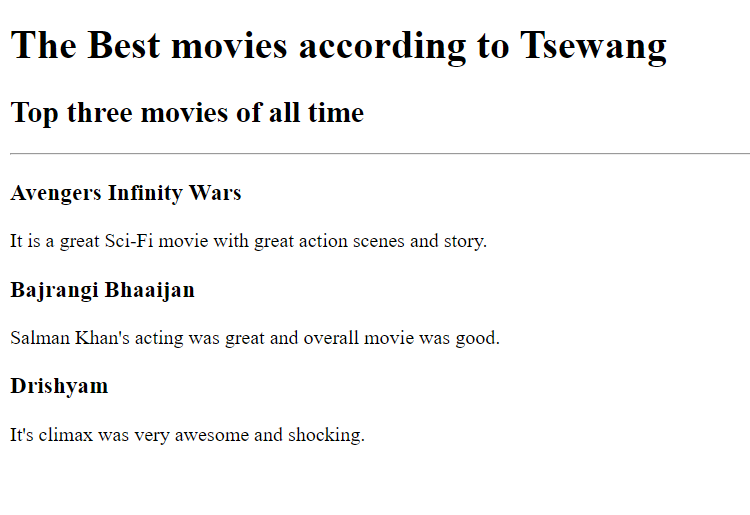 The Best movies according to Tsewang
Top three movies of all time
Avengers Infinity Wars
It is a great Sci-Fi movie with great action scenes and story.
Bajrangi Bhaaijan
Salman Khan's acting was great and overall movie was good.
Drishyam
It's climax was very awesome and shocking.